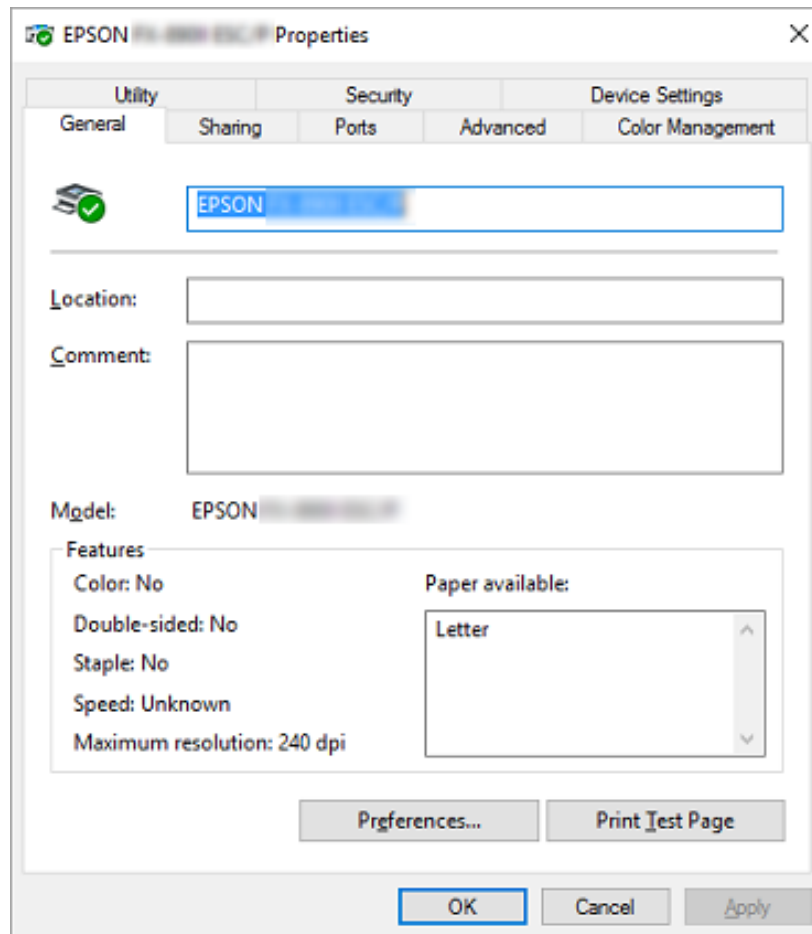 EPSON Properties
Utility Security Device Settings
General Sharing Ports Advanced Color Management
EPSON
Location:
Comment:
Model: EPSON
Features
Color: No
Paper available:
Double-sided: No
Letter
Staple: No
Speed: Unknown
Maximum resolution: 240 dpi
Preferences... Print Test Page
OK Cancel Apply